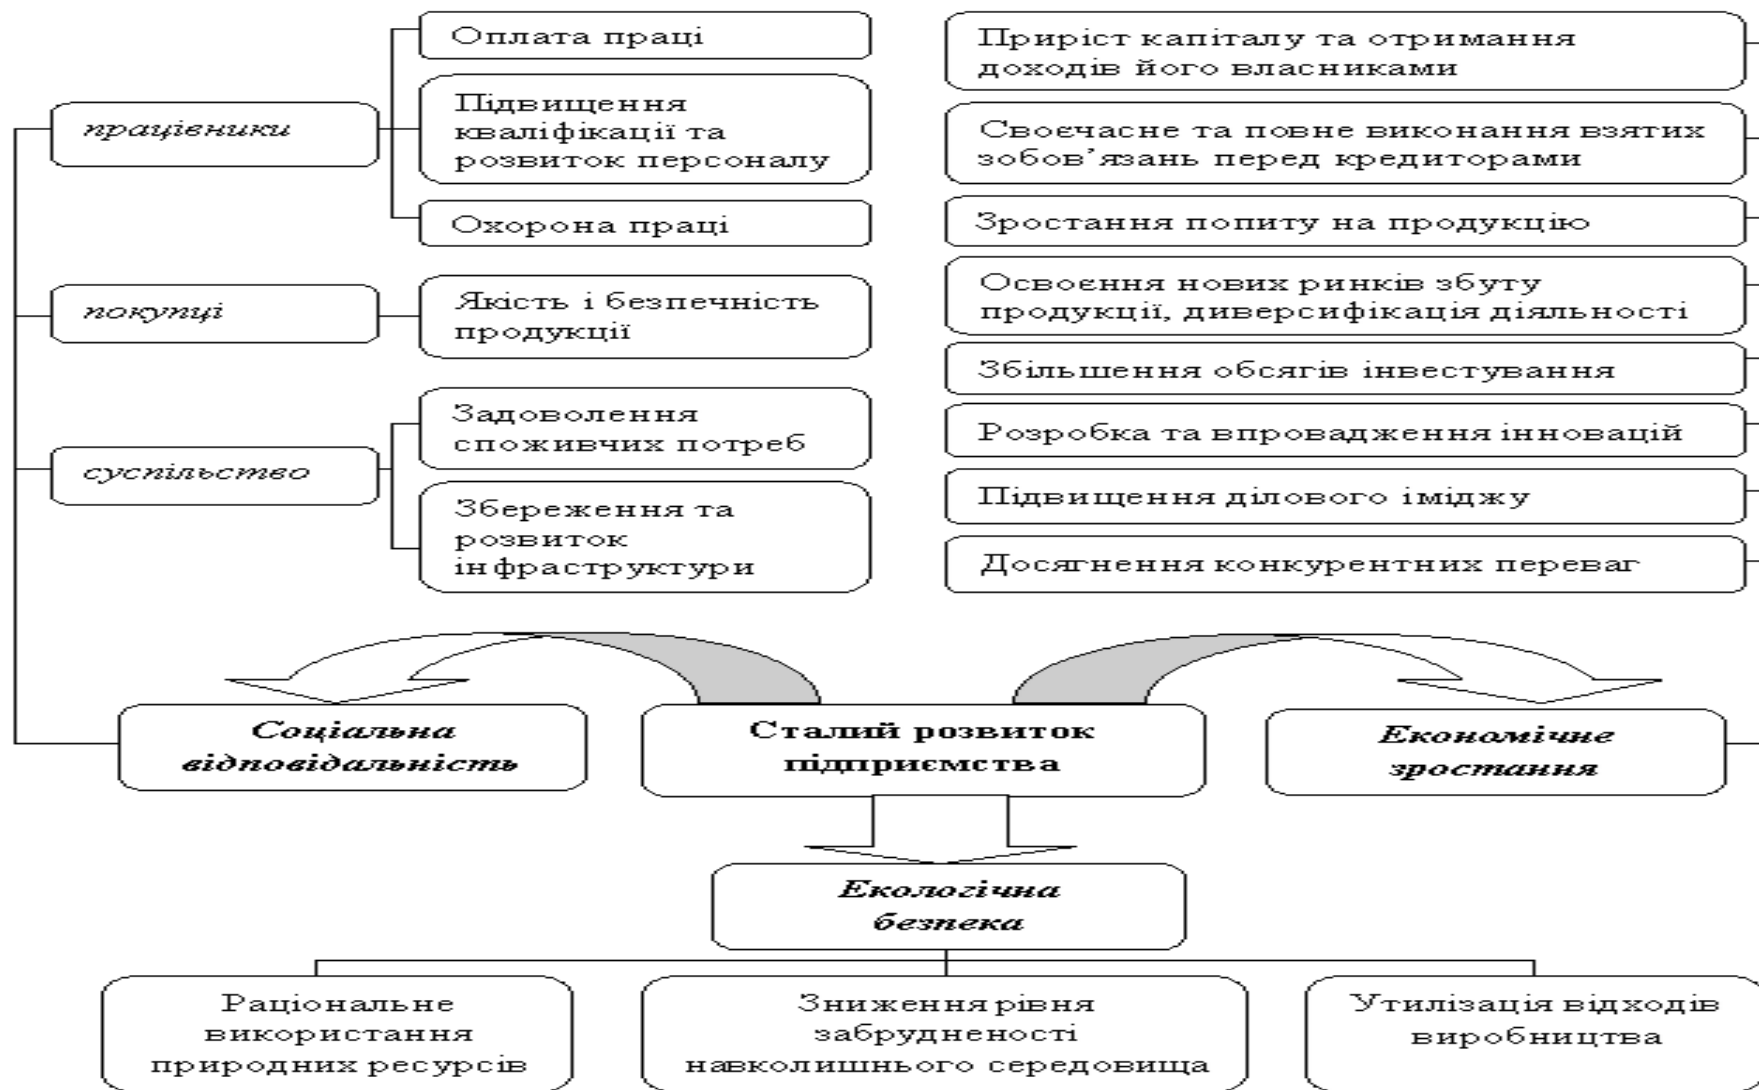 Оплата праці
Підвищення
кваліфікації та
розвиток персоналу
Охорона праці
працівники
покупці
Якість і безпечність
продукції
суспільство
Задоволення
споживчих потреб
Збереження та
розвиток
інфраструктури
Приріст капіталу та отримання
доходів його власниками
Своєчасне та повне виконання взятих
зобов’язань перед кредиторами
Зростання попиту на продукцію
Освоєння нових ринків збуту
продукції, диверсифікація діяльності
Збільшення обсягів інвестування
Розробка та впровадження інновацій
Підвищення ділового іміджу
Досягнення конкурентних переваг
Соціальна
відповідальність
Сталий розвиток
підприємства
Економічне
зростання
Екологічна
безпека
Раціональне
використання
природних ресурсів
Зниження рівня
забрудненості
навколишнього середовища
Утилізація відходів
виробництва